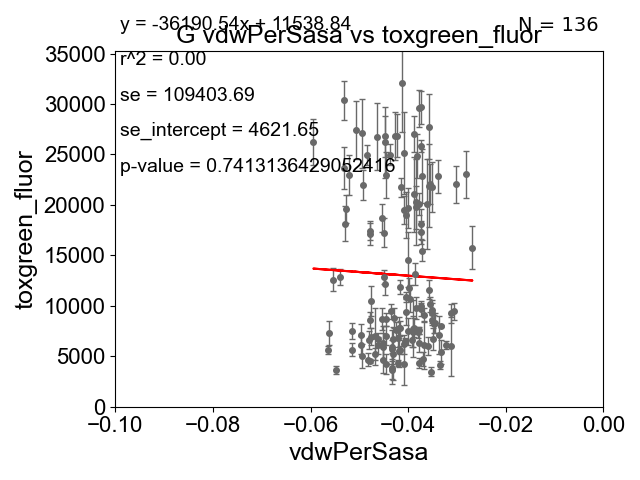 y = -36190.54x + 11538.84
N = 136
G vdwPerSasa vs toxgreen_fluor
r^2 = 0.00
se = 109403.69
se_intercept = 4621.65
p-value = 0.7413136429052416
35000
30000
25000
20000
15000
10000
5000
0
toxgreen_fluor
−0.10
−0.08
−0.06
−0.04
−0.02
0.00
vdwPerSasa